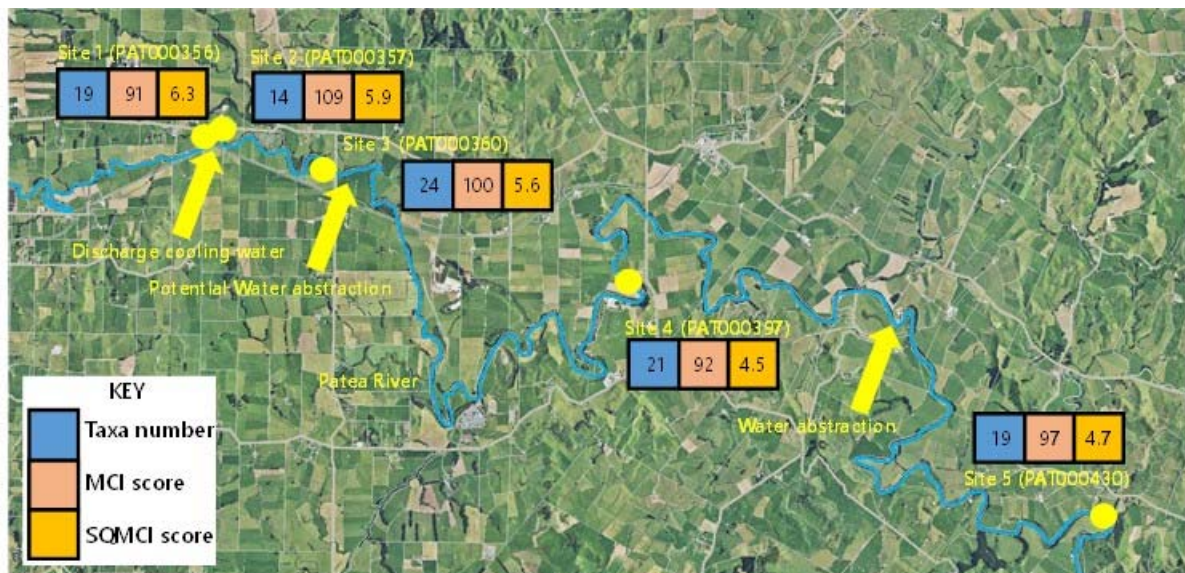 Site 1 (PAT000356)
19 91 6.3
Site 2 (PAT000357)
14 109 5.9
Site 3 (PAT000360)
24 100 5.6
Discharge cooling water
Potential Water abstraction
Site 4 (PAT000397)
21 92 4.5
Patea River
Water abstraction
19 97 4.7
Site 5 (PAT000430)
KEY
Taxa number
MCI score
SQMCI score